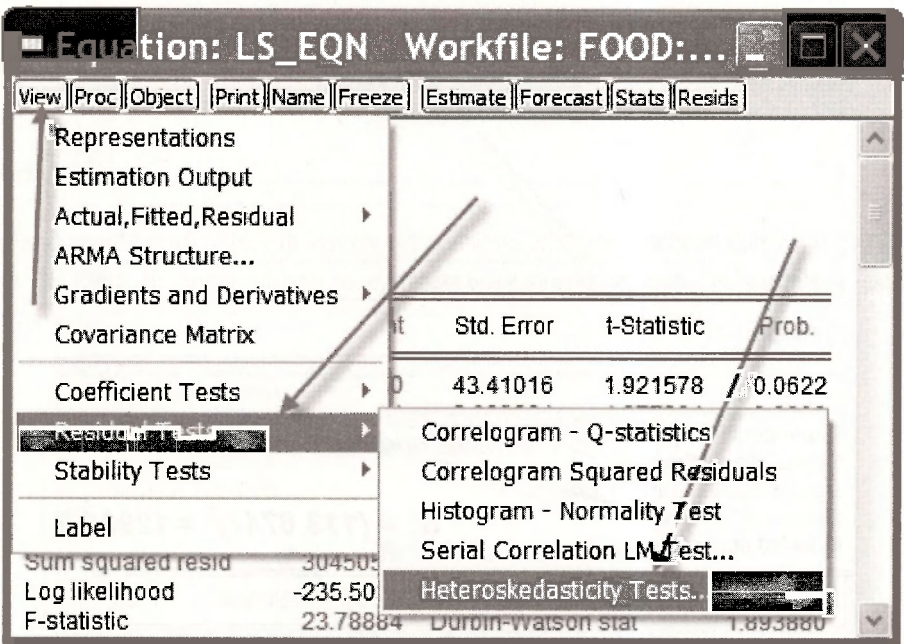 Equation: LS_EQN Workfile: FOOD:...
View Proc Object Print Name Freeze Estimate Forecast Stats Resids
Representations
Estimation Output
Actual,Fitted,Residual
ARMA Structure...
Gradients and Derivatives
Covariance Matrix
Std. Error t-Statistic Prob.
43.41016 1.921578 0.0622
Coefficient Tests
Residual Tests
Stability Tests
Label
Correlogram - Q-statistics
Correlogram Squared Residuals
Histogram - Normality Test
Serial Correlation LM Test...
Heteroskedasticity Tests...
Sum squared resid 304505
Log likelihood -235.50
F-statistic 23.78884 Durbin-Watson stat 1.893880